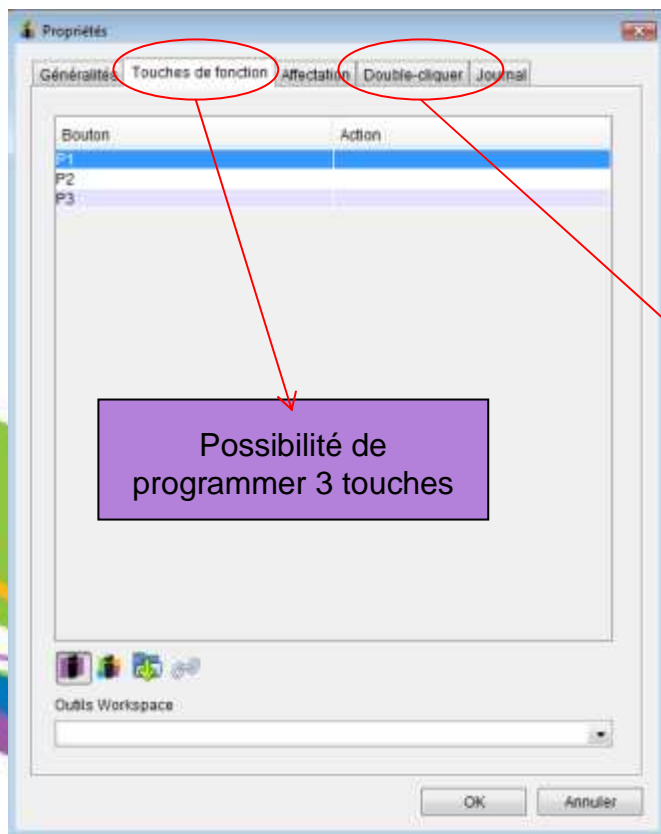 Propriétés
Généralités Touches de fonction Affectation Double-cliquer Journal
Bouton Action
P1
P2
P3
Possibilité de
programmer 3 touches
Outils Workspace
OK Annuler